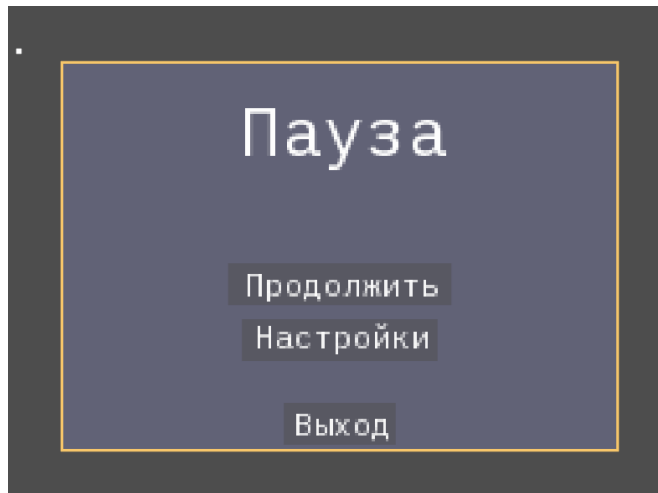 Пауза
Продолжить
Настройки
Выход